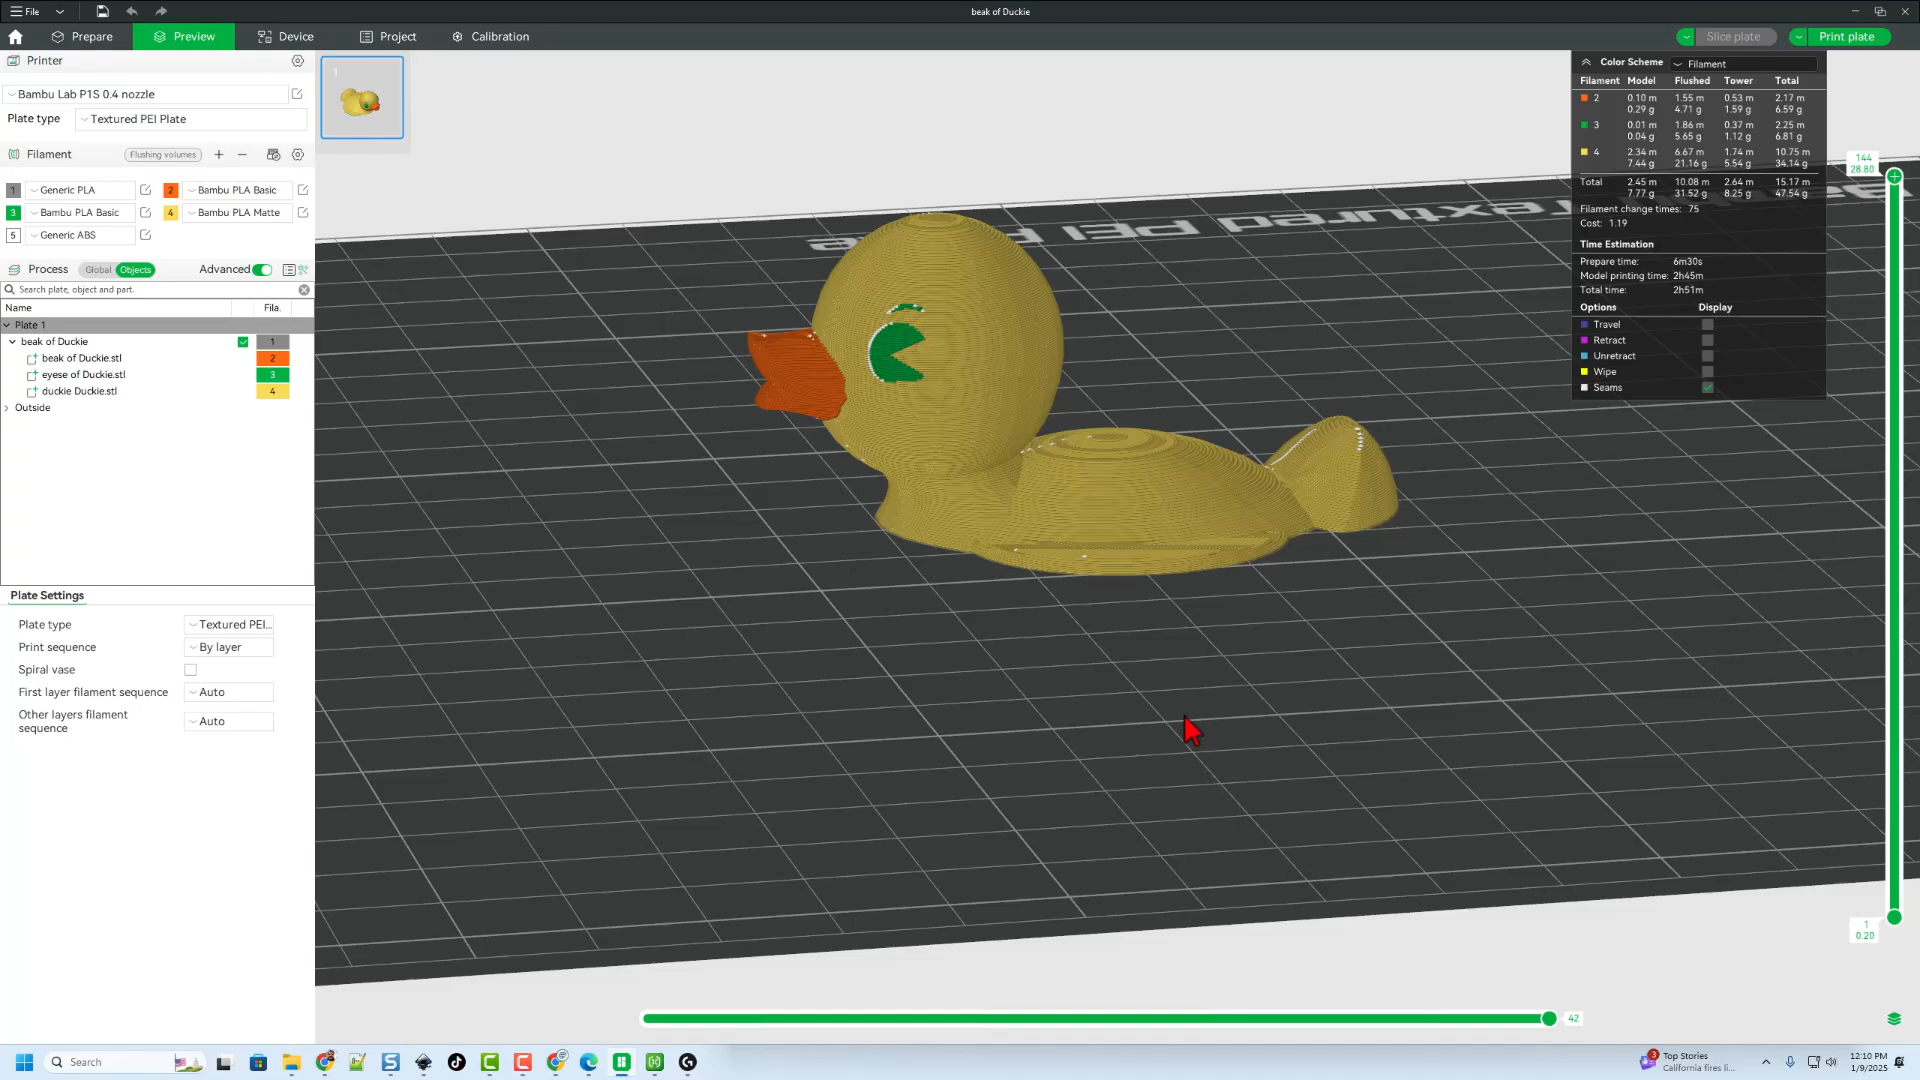 File
beak of Duckie
Prepare
Preview
Device
Project
Calibration
Slice plate
Print plate
Printer
Bambu Lab P1S 0.4 nozzle
Plate type
Textured PEI Plate
Filament
Flushing volumes
1 Generic PLA
2 Bambu PLA Basic
3 Bambu PLA Basic
4 Bambu PLA Matte
5 Generic ABS
Process
Global
Objects
Advanced
Search plate, object and part.
Name
Fila.
Plate 1
beak of Duckie 1
beak of Duckie.stl 2
eyese of Duckie.stl 3
duckie Duckie.stl 4
Outside
Plate Settings
Plate type
Textured PEI...
Print sequence
By layer
Spiral vase
First layer filament sequence
Auto
Other layers filament
sequence
Auto
1
Color Scheme
Filament
Filament Model Flushed Tower Total
2 0.10 m 1.55 m 0.53 m 2.17 m
0.29 g 4.71 g 1.59 g 6.59 g
3 0.01 m 1.86 m 0.37 m 2.25 m
0.04 g 5.65 g 1.12 g 6.81 g
4 2.34 m 6.67 m 1.74 m 10.75 m
7.44 g 21.16 g 5.54 g 34.14 g
Total 2.45 m 10.08 m 2.64 m 15.17 m
7.77 g 31.52 g 8.25 g 47.54 g
Filament change times: 75
Cost: 1.19
Time Estimation
Prepare time: 6m30s
Model printing time: 2h45m
Total time: 2h51m
Options Display
Travel
Retract
Unretract
Wipe
Seams
144
28.80
1
0.20
42
Search
3
Top Stories
California fires li...
12:10 PM
1/9/2025